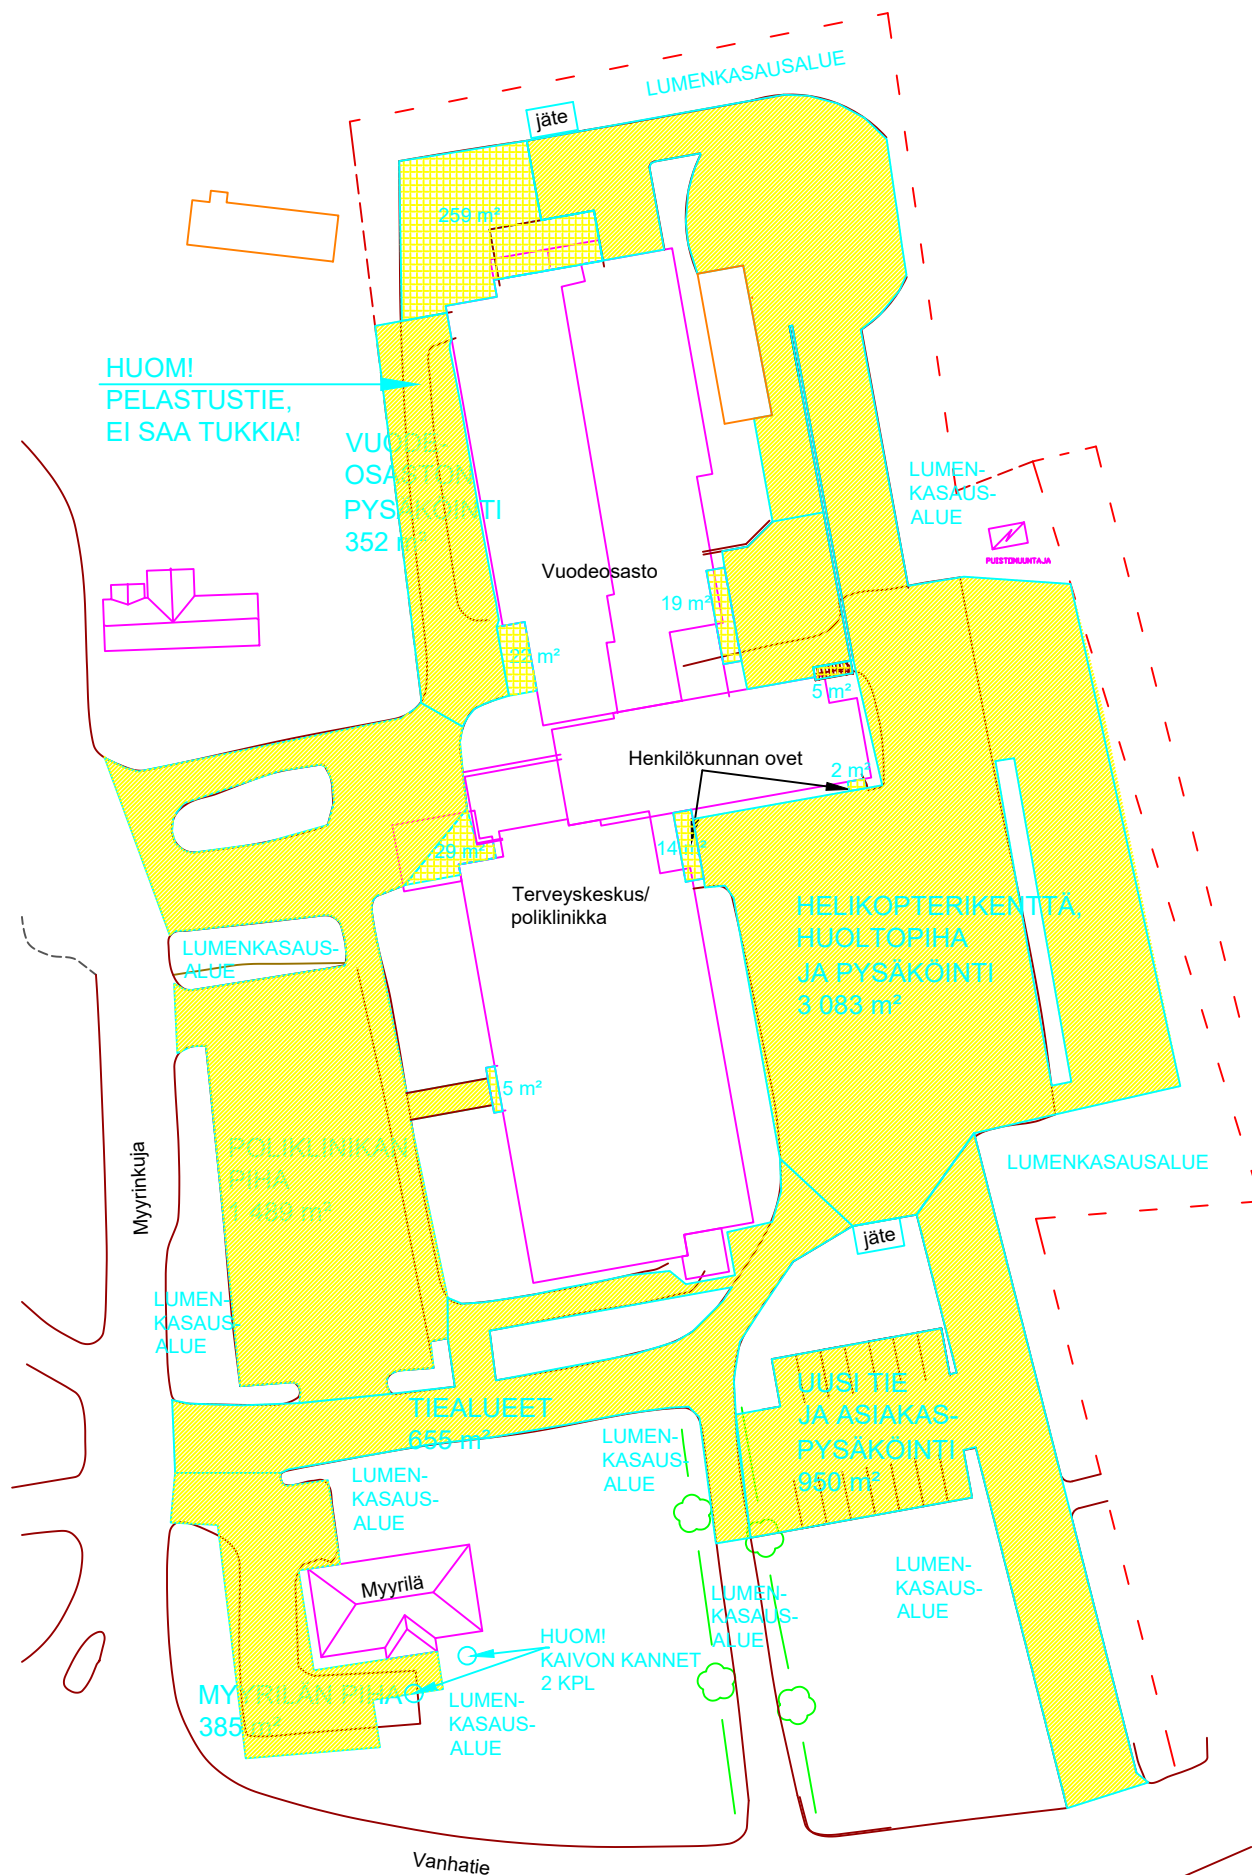 LUMENKASAUSALUE
jäte
259 m²
HUOM!
PELASTUSTIE,
EI SAA TUKKIA!
VUODE-
OSASTON
PYSÄKÖINTI
352 m²
LUMEN-
KASAUS-
ALUE
PUISTOMUUNTAJA
Vuodeosasto
19 m²
22 m²
5 m²
Henkilökunnan ovet
2 m²
29 m²
14 m²
Terveyskeskus/
poliklinikka
HELIKOPTERIKENTTÄ,
HUOLTOPIHA
JA PYSÄKÖINTI
3 083 m²
LUMENKASAUS-
ALUE
5 m²
POLIKLINIKAN
PIHA
1 489 m²
Myyrinkuja
LUMENKASAUSALUE
jäte
LUMEN-
KASAUS-
ALUE
TIEALUEET
655 m²
UUSI TIE
JA ASIAKAS-
PYSÄKÖINTI
950 m²
LUMEN-
KASAUS-
ALUE
LUMEN-
KASAUS-
ALUE
LUMEN-
KASAUS-
ALUE
LUMEN-
KASAUS-
ALUE
Myyrilä
HUOM!
KAIVON KANNET
2 KPL
MYYRILÄN PIHA
385 m²
LUMEN-
KASAUS-
ALUE
Vanhatie